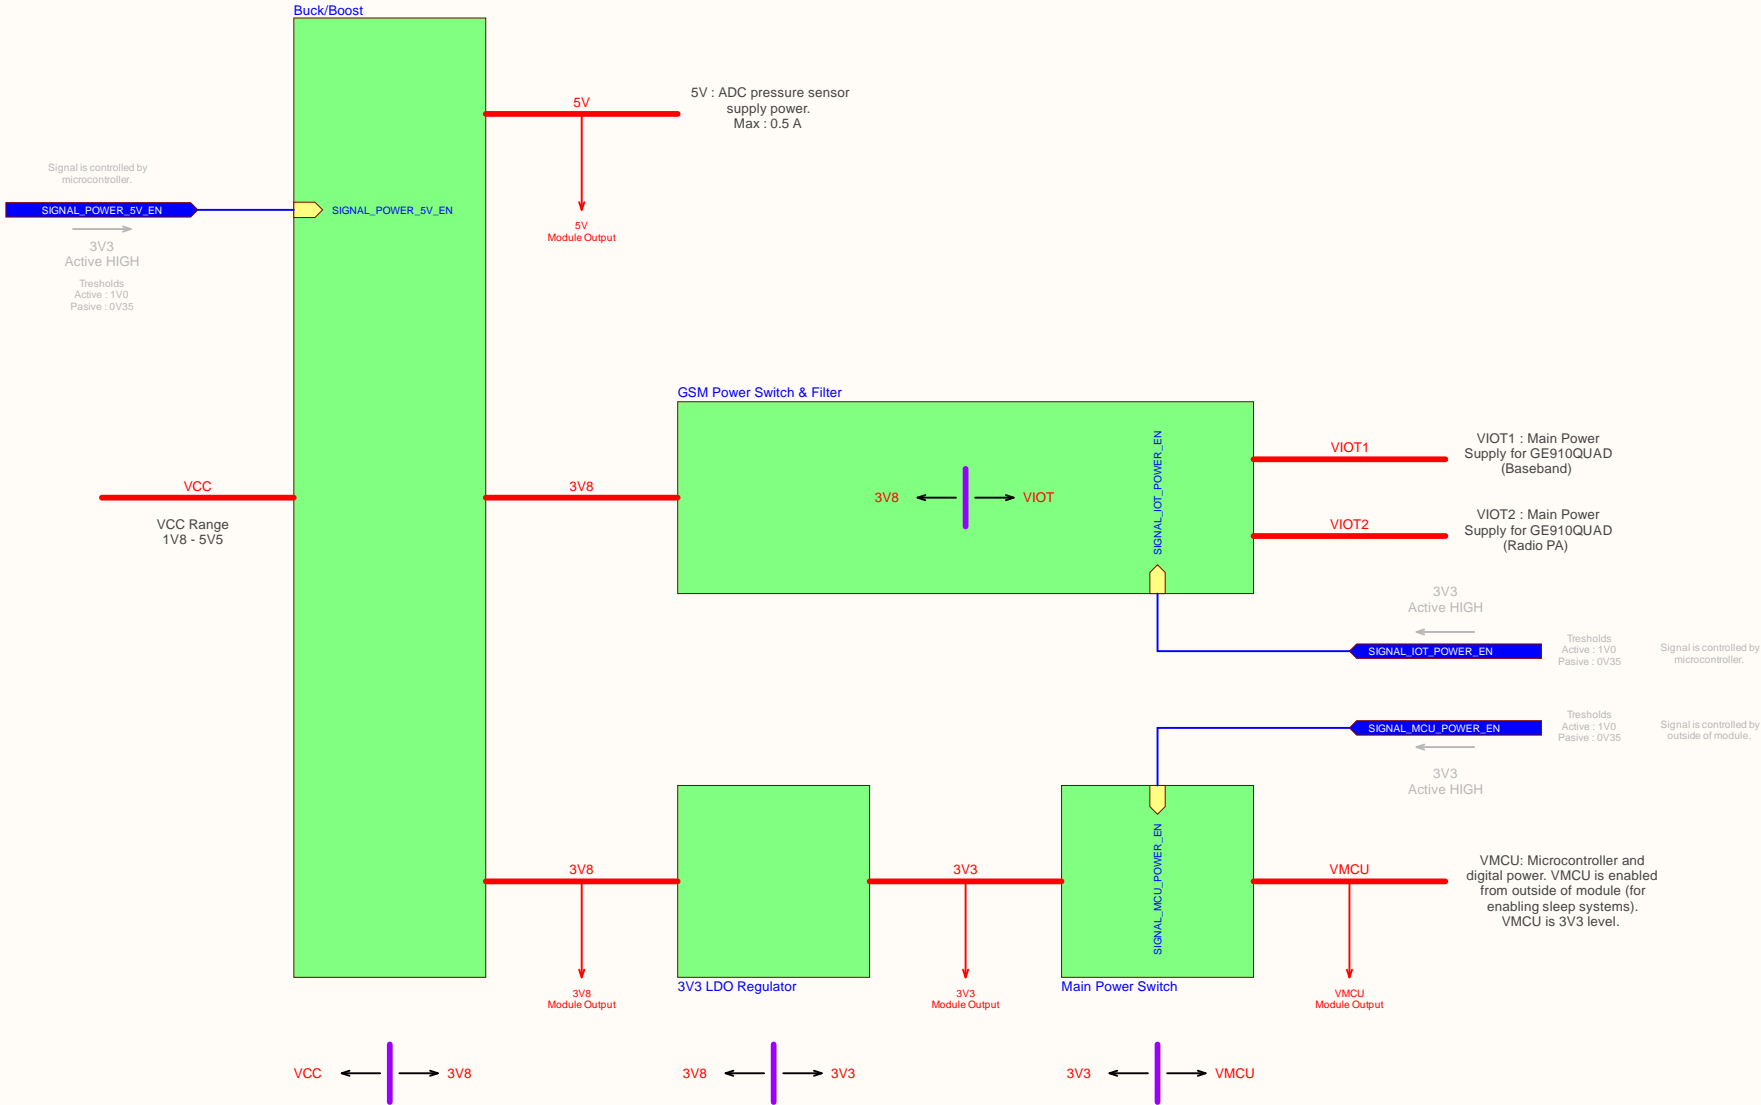 Buck/Boost
5V
5V : ADC pressure sensor
supply power.
Max : 0.5 A
Signal is controlled by
microcontroller.
SIGNAL_POWER_5V_EN
SIGNAL_POWER_5V_EN
3V3
Active HIGH
Tresholds
Active : 1V0
Pasive : 0V35
5V
Module Output
GSM Power Switch & Filter
VCC
VCC Range
1V8 - 5V5
3V8
3V8
VIOT
SIGNAL_IOT_POWER_EN
VIOT1
VIOT1 : Main Power
Supply for GE910QUAD
(Baseband)
VIOT2
VIOT2 : Main Power
Supply for GE910QUAD
(Radio PA)
3V3
Active HIGH
SIGNAL_IOT_POWER_EN
Tresholds
Active : 1V0
Pasive : 0V35
Signal is controlled by
microcontroller.
SIGNAL_MCU_POWER_EN
Tresholds
Active : 1V0
Pasive : 0V35
Signal is controlled by
outside of module.
3V3
Active HIGH
3V8
3V3
SIGNAL_MCU_POWER_EN
VMCU
VMCU: Microcontroller and
digital power. VMCU is enabled
from outside of module (for
enabling sleep systems).
VMCU is 3V3 level.
3V3 LDO Regulator
Main Power Switch
3V8
Module Output
3V3
Module Output
VMCU
Module Output
VCC
3V8
3V8
3V3
3V3
VMCU